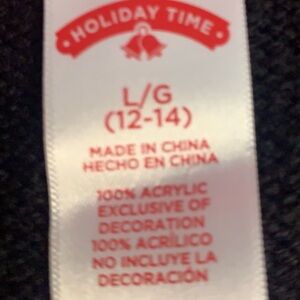 HOLIDAY TIME
L/G
(12-14)
MADE IN CHINA
HECHO EN CHINA
100% ACRYLIC
EXCLUSIVE OF
DECORATION
100% ACRÍLICO
NO INCLUYE LA
DECORACIÓN